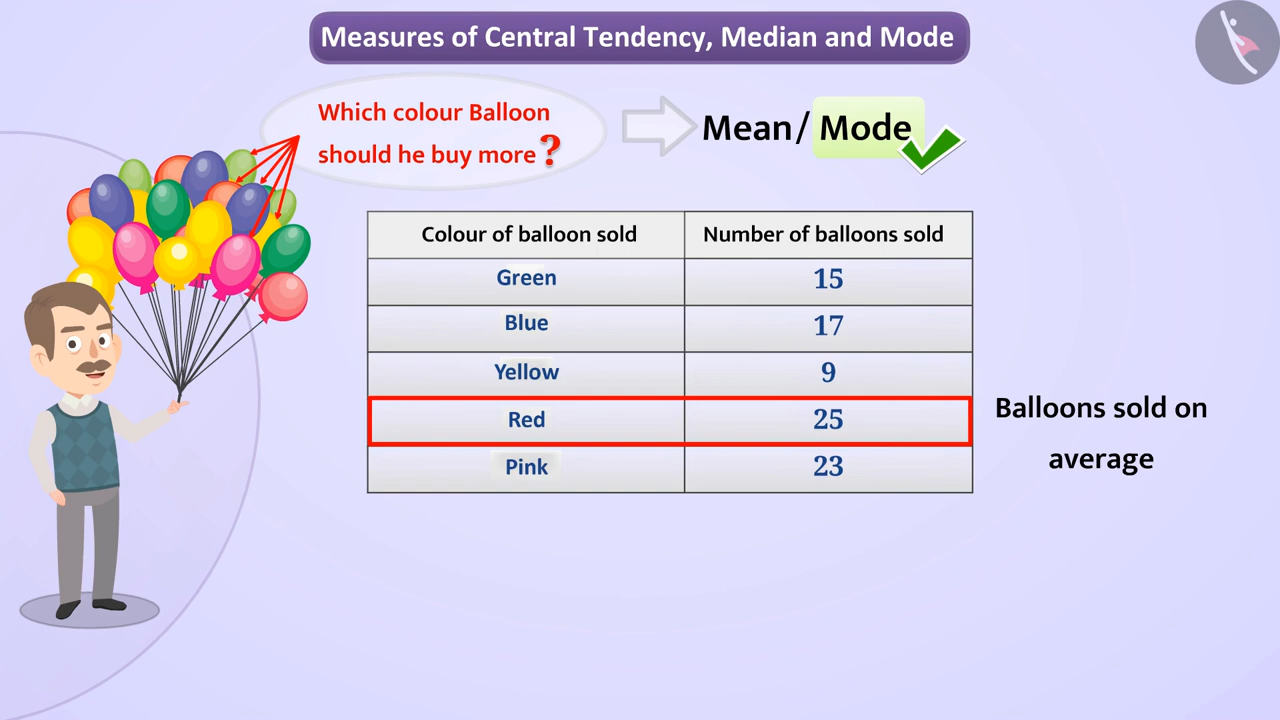 Measures of Central Tendency, Median and Mode
Which colour Balloon
should he buy more ?
Mean/ Mode
Colour of balloon sold Number of balloons sold
Green 15
Blue 17
Yellow 9
Red 25
Pink 23
Balloons sold on
average